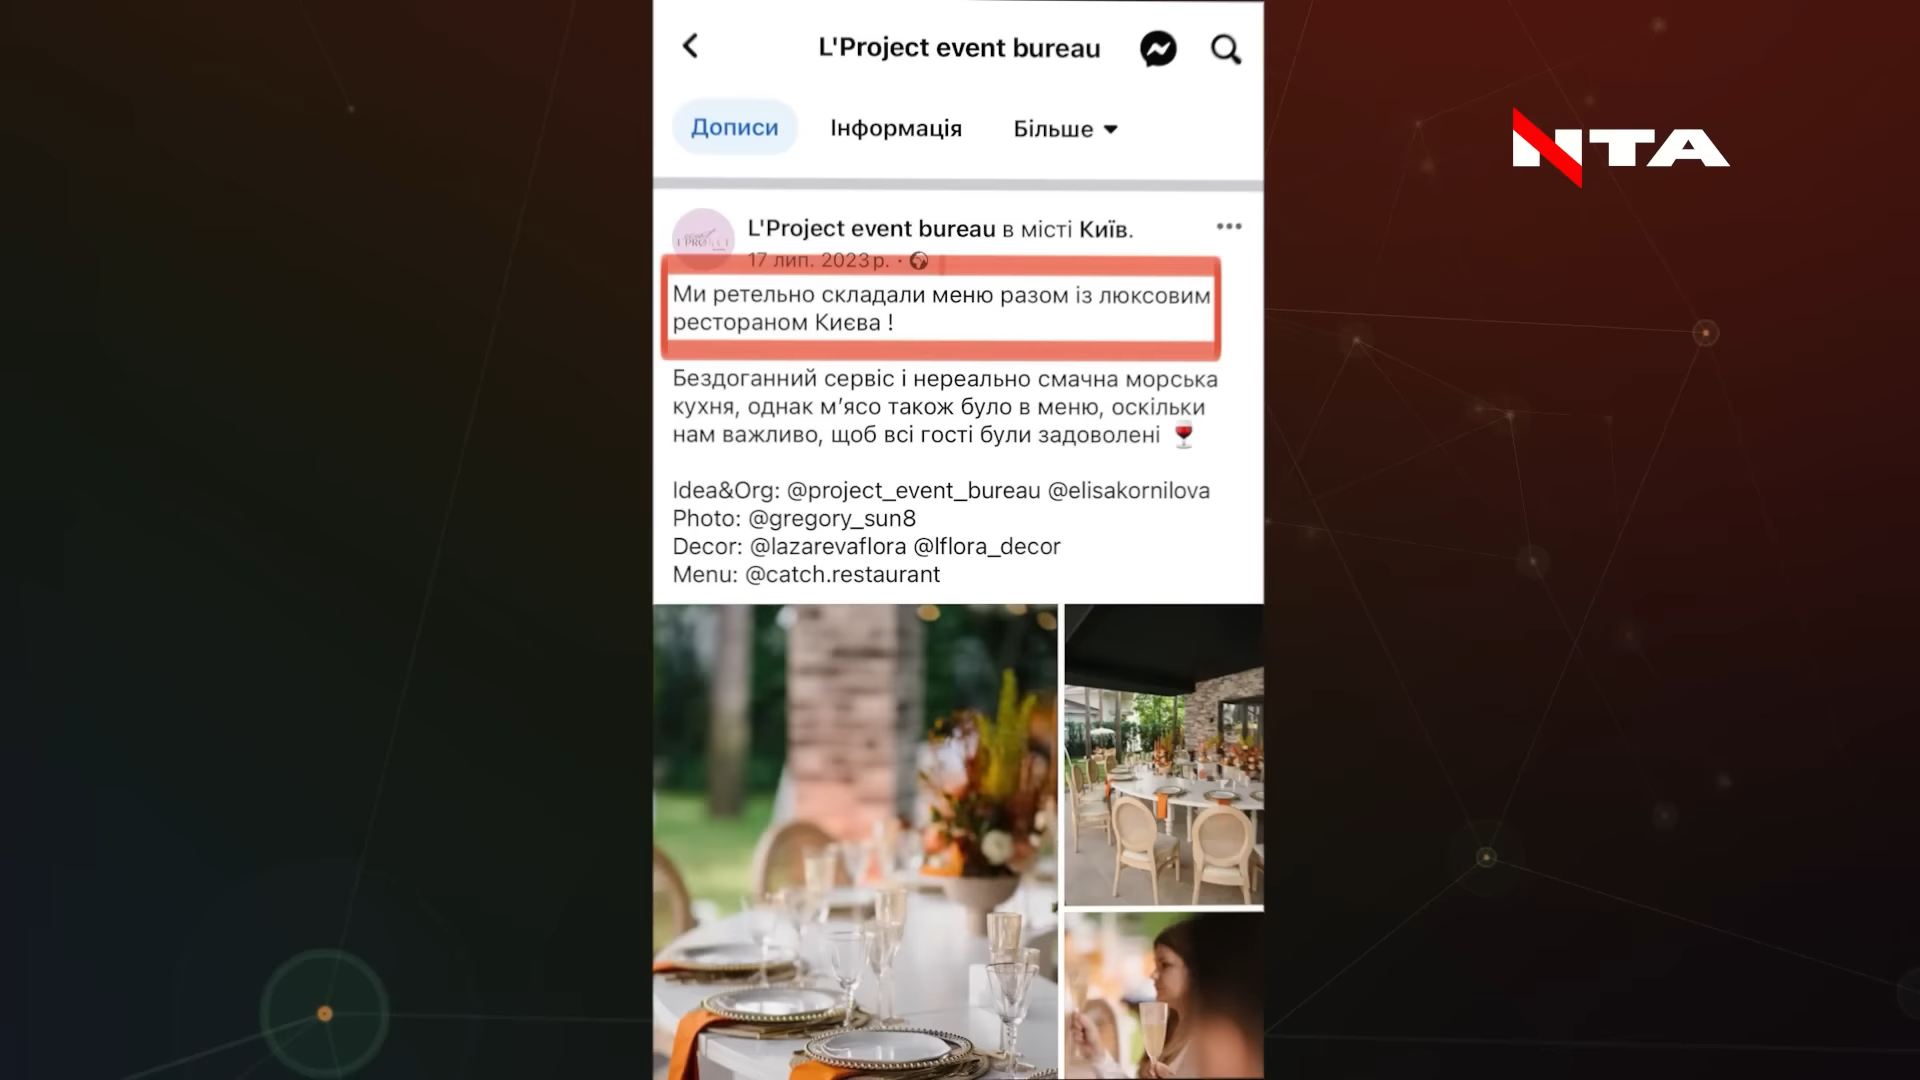 L'Project event bureau
Дописи Інформація Більше
NTA
L'Project event bureau в місті Київ.
17 лип. 2023 р. ·
Ми ретельно складали меню разом із люксовим
рестораном Києва !
Бездоганний сервіс і нереально смачна морська
кухня, однак м’ясо також було в меню, оскільки
нам важливо, щоб всі гості були задоволені 🍷
Idea&Org: @project_event_bureau @elisakornilova
Photo: @gregory_sun8
Decor: @lazarevaflora @lflora_decor
Menu: @catch.restaurant